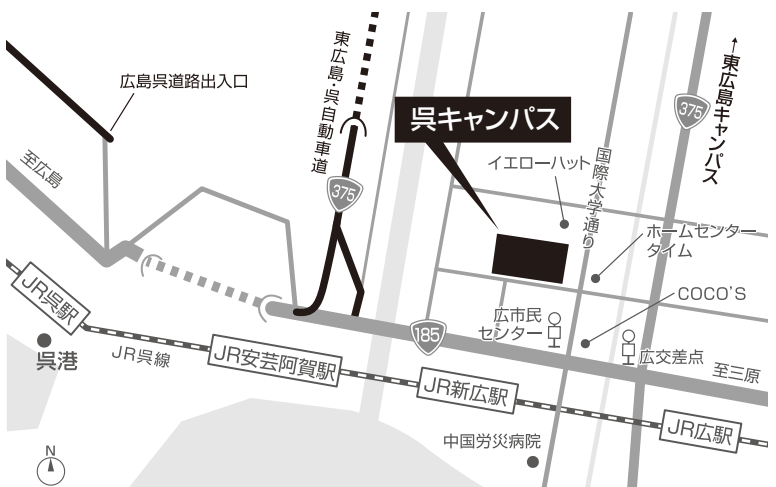 広島呉道路出入口
至広島
東広島・呉自動車道
375
呉キャンパス
イエローハット
国際大学通り
375
↑東広島キャンパス
ホームセンター
タイム
COCO'S
広市民
センター
広交差点
至三原
185
JR呉駅
呉港
JR呉線
JR安芸阿賀駅
JR新広駅
JR広駅
中国労災病院
N